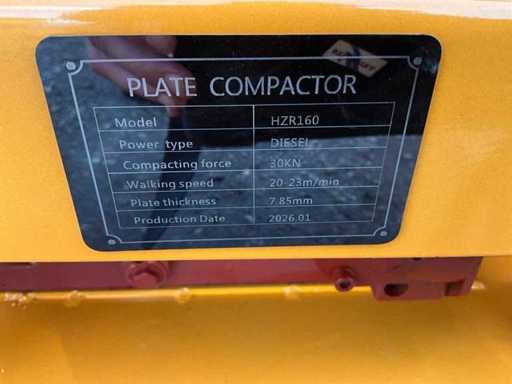 PLATE COMPACTOR
Model HZR160
Power type DIESEL
Compacting force 30KN
Walking speed 20-23m/min
Plate thickness 7.85mm
Production Date 2026.01